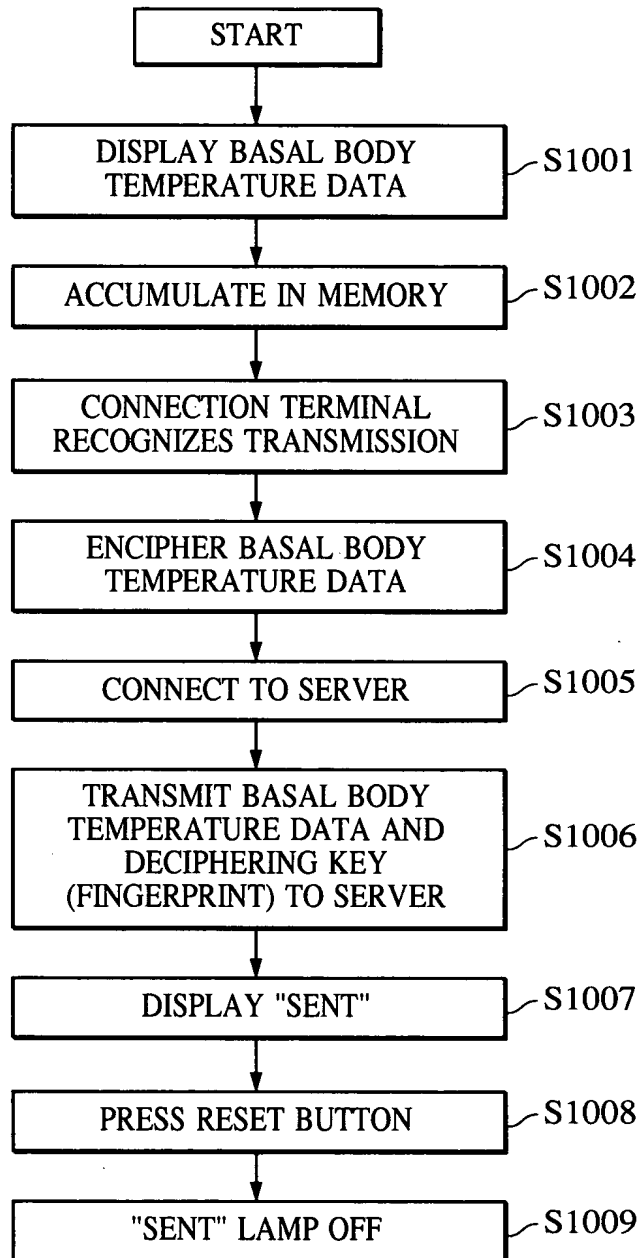 START
DISPLAY BASAL BODY
TEMPERATURE DATA
S1001
ACCUMULATE IN MEMORY
S1002
CONNECTION TERMINAL
RECOGNIZES TRANSMISSION
S1003
ENCIPHER BASAL BODY
TEMPERATURE DATA
S1004
CONNECT TO SERVER
S1005
TRANSMIT BASAL BODY
TEMPERATURE DATA AND
DECIPHERING KEY
(FINGERPRINT) TO SERVER
S1006
DISPLAY "SENT"
S1007
PRESS RESET BUTTON
S1008
"SENT" LAMP OFF
S1009